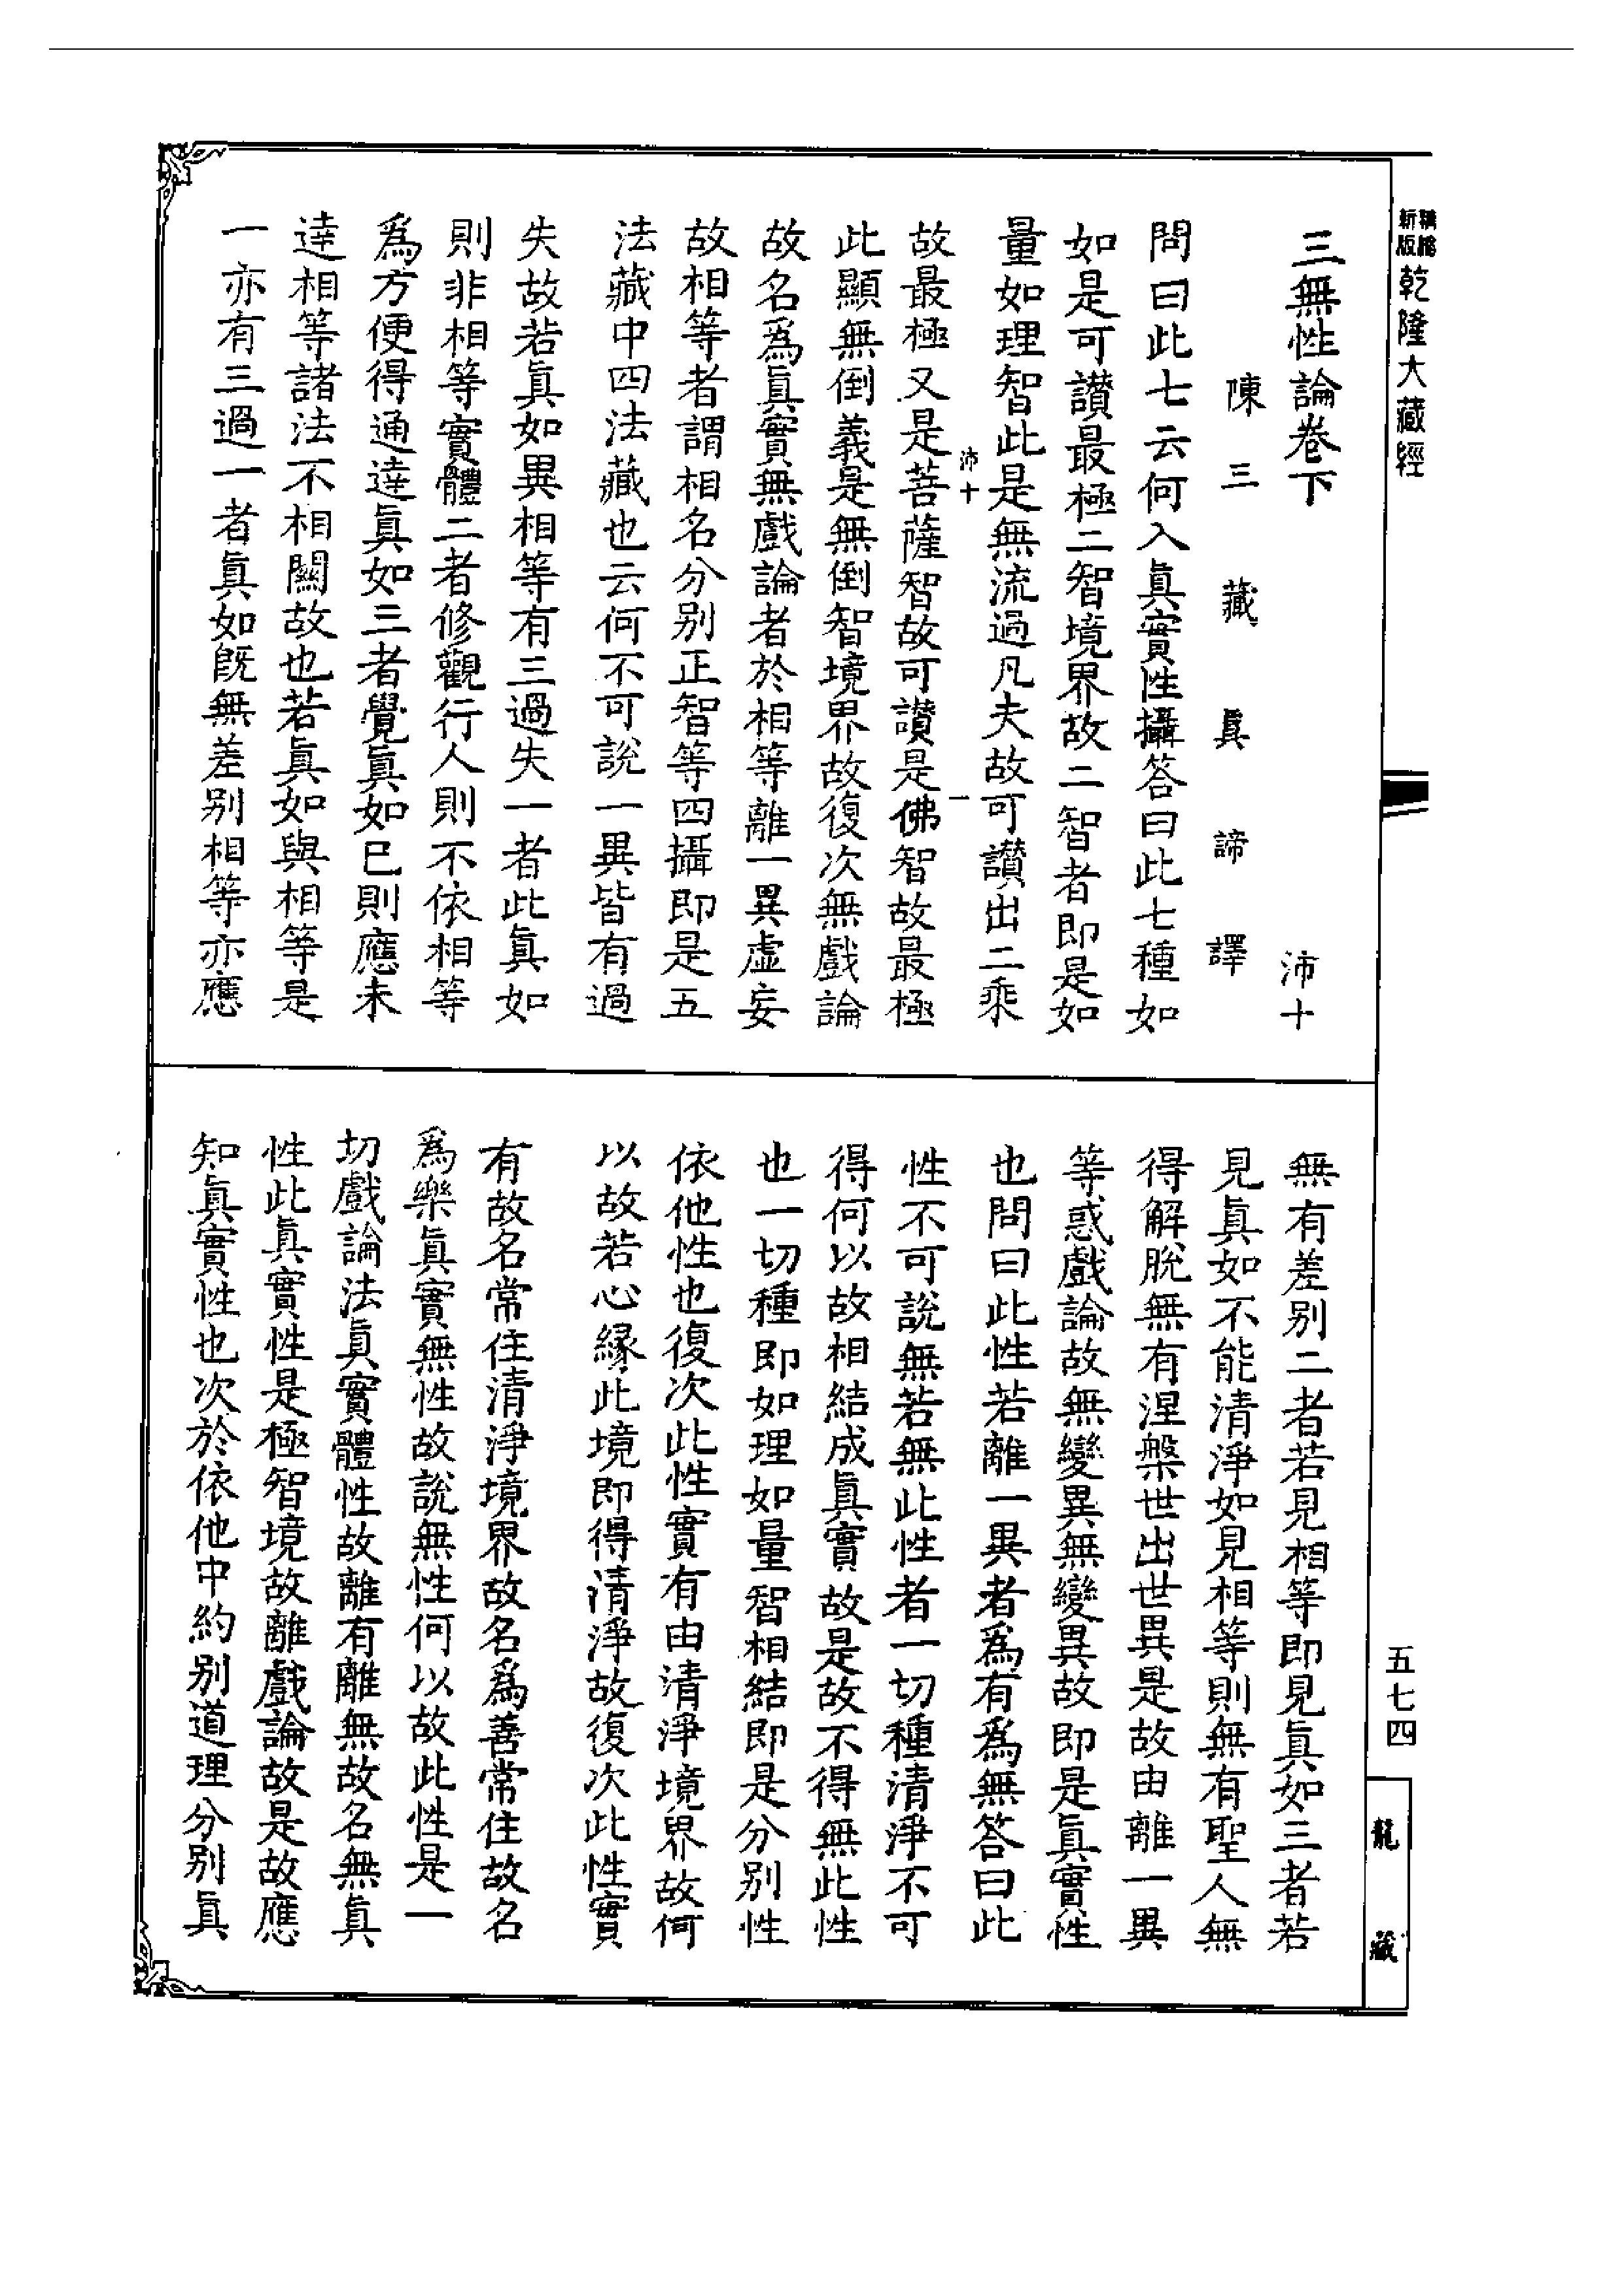 新版
精縮
乾隆大藏經
三無性論卷下 沛十
陳三藏眞諦譯
問曰此七云何入眞實性攝答曰此七種如
如是可讃最極二智境界故二智者即是如
量如理智此是無流過凡夫故可讃出二乘
沛十 一
故最極又是菩薩智故可讃是佛智故最極
此顯無倒義是無倒智境界故復次無戲論
故名爲眞實無戲論者於相等離一異虛妄
故相等者謂相名分別正智等四攝即是五
法藏中四法藏也云何不可說一異皆有過
失故若眞如異相等有三過失一者此眞如
則非相等實體二者修觀行人則不依相等
爲方便得通達眞如三者覺眞如已則應未
達相等諸法不相關故也若眞如與相等是
一亦有三過一者眞如旣無差別相等亦應
無有差別二者若見相等即見眞如三者若
見眞如不能清淨如見相等則無有聖人無
得解脫無有涅槃世出世異是故由離一異
等惑戲論故無變異無變異故即是眞實性
也問曰此性若離一異者爲有爲無答曰此
性不可說無若無此性者一切種清淨不可
得何以故相結成眞實故是故不得無此性
也一切種即如理如量智相結即是分別性
依他性也復次此性實有由清淨境界故何
以故若心緣此境即得清淨故復次此性實
有故名常住清淨境界故名爲善常住故名
爲樂眞實無性故說無性何以故此性是一
切戲論法眞實體性故離有離無故名無眞
性此眞實性是極智境故離戲論故是故應
知眞實性也次於依他中約別道理分別眞
五七四
龍藏